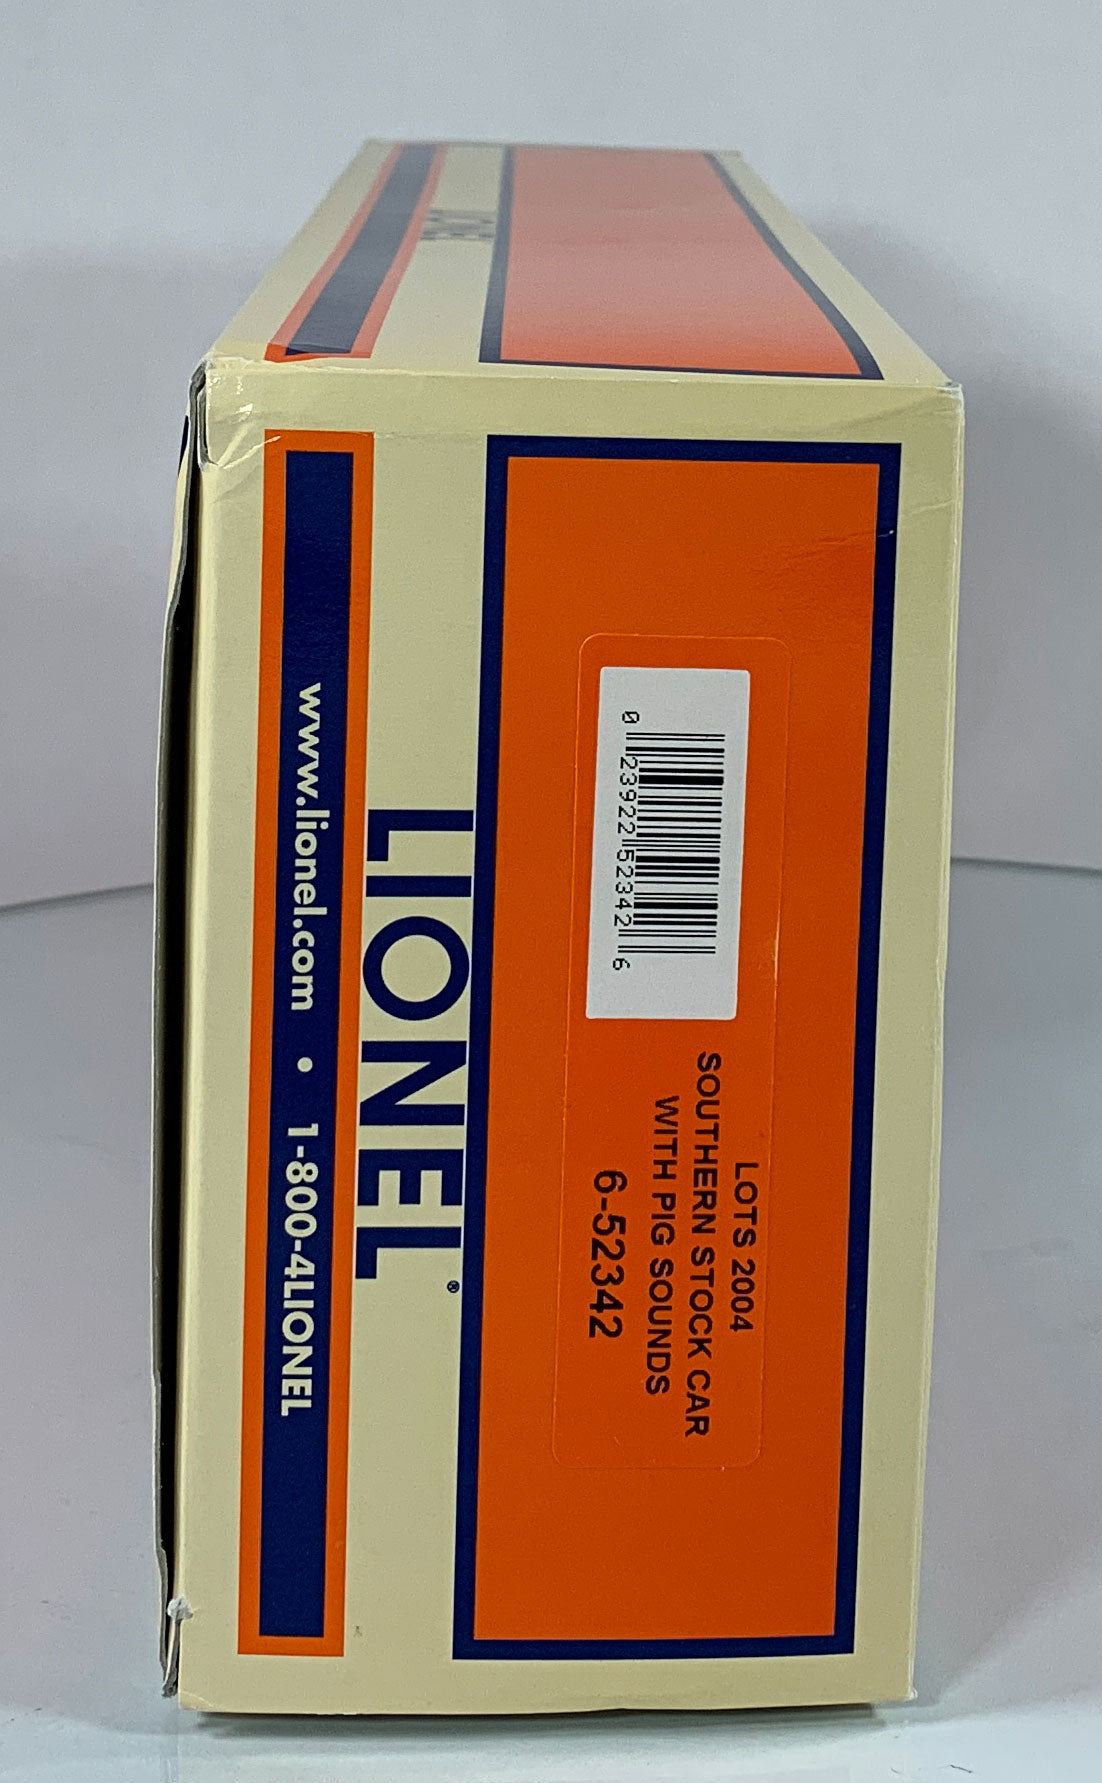 0 23922 52342 6
LOTS 2004
SOUTHERN STOCK CAR
WITH PIG SOUNDS
6-52342
LIONEL®
www.lionel.com • 1-800-4LIONEL